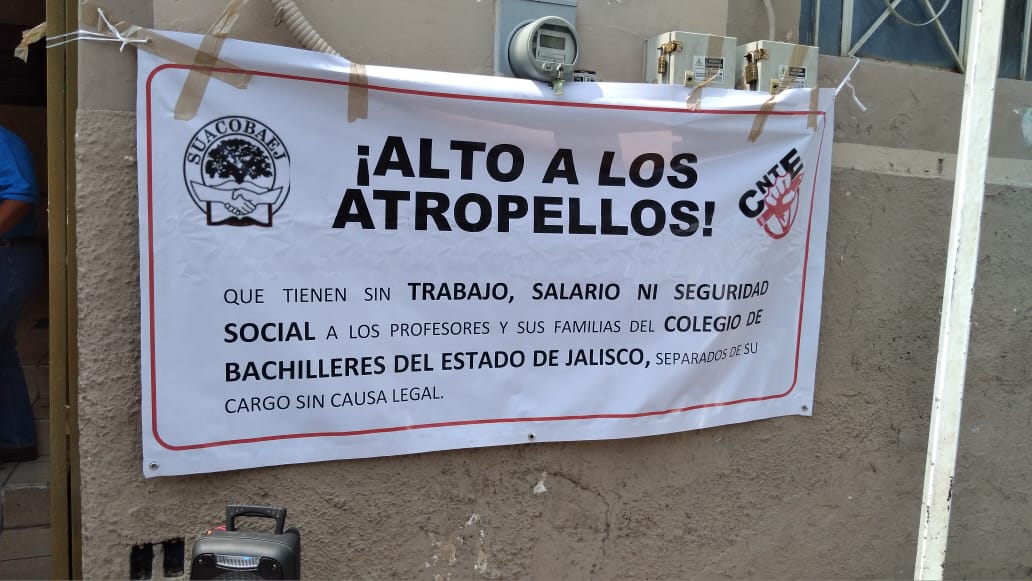 SUACOBAEJ
¡ALTO A LOS
ATROPELLOS!
CNTE
QUE TIENEN SIN TRABAJO, SALARIO NI SEGURIDAD
SOCIAL A LOS PROFESORES Y SUS FAMILIAS DEL COLEGIO DE
BACHILLERES DEL ESTADO DE JALISCO, SEPARADOS DE SU
CARGO SIN CAUSA LEGAL.